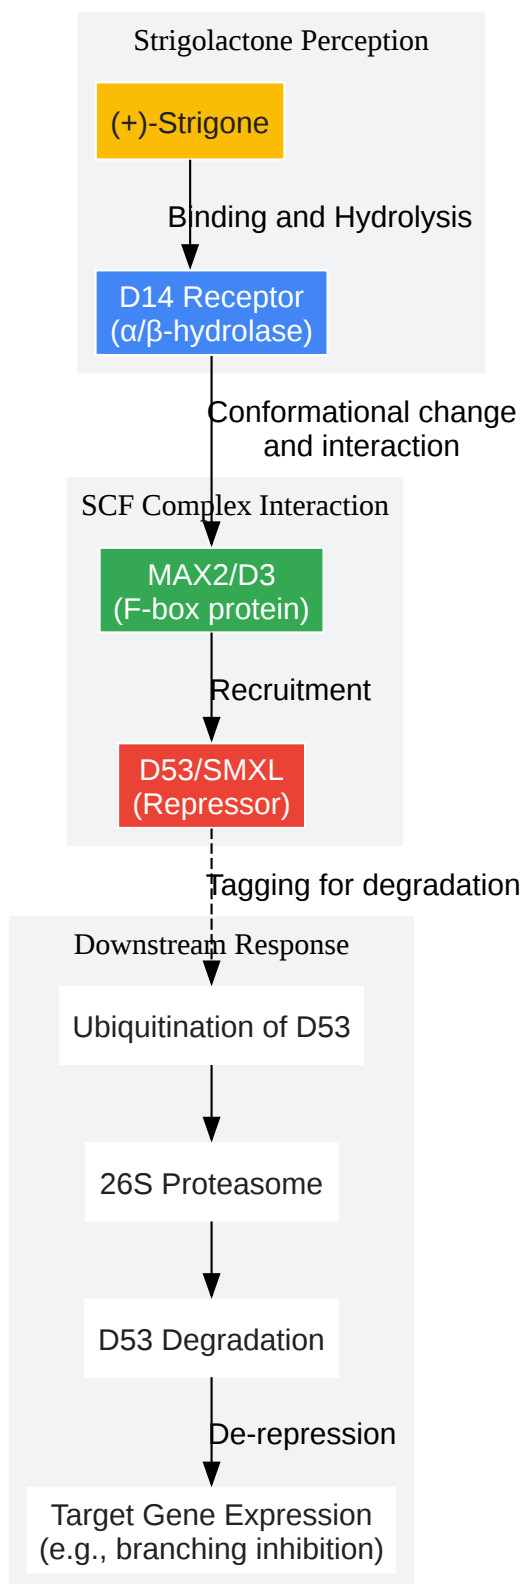 Strigolactone Perception
(+)-Strigone
Binding and Hydrolysis
D14 Receptor
(α/β-hydrolase)
Conformational change
and interaction
SCF Complex Interaction
MAX2/D3
(F-box protein)
Recruitment
D53/SMXL
(Repressor)
Tagging for degradation
Downstream Response
Ubiquitination of D53
26S Proteasome
D53 Degradation
De-repression
Target Gene Expression
(e.g., branching inhibition)